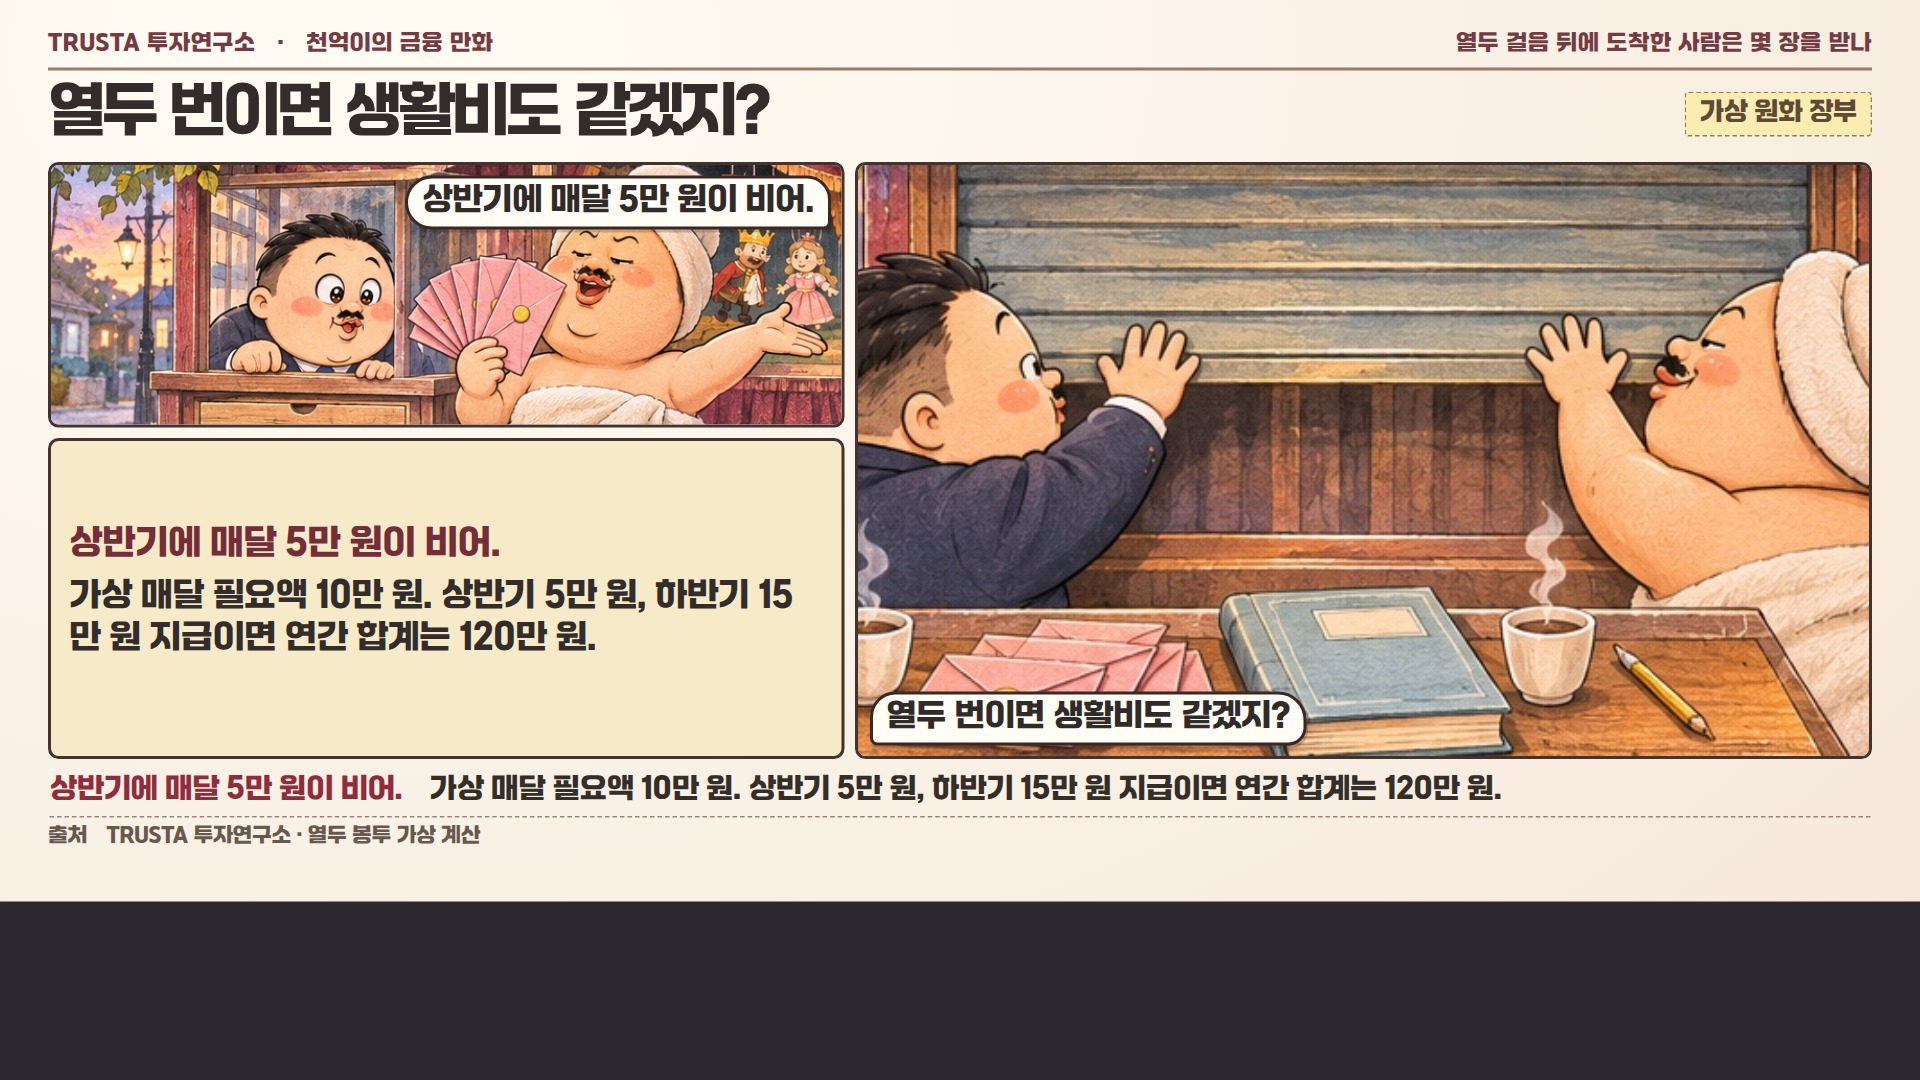 TRUSTA 투자연구소 · 천억이의 금융 만화
열두 걸음 뒤에 도착한 사람은 몇 장을 받나
열두 번이면 생활비도 같겠지?
가상 원화 장부
상반기에 매달 5만 원이 비어.
상반기에 매달 5만 원이 비어.
가상 매달 필요액 10만 원. 상반기 5만 원, 하반기 15
만 원 지급이면 연간 합계는 120만 원.
열두 번이면 생활비도 같겠지?
상반기에 매달 5만 원이 비어. 가상 매달 필요액 10만 원. 상반기 5만 원, 하반기 15만 원 지급이면 연간 합계는 120만 원.
출처 TRUSTA 투자연구소 · 열두 봉투 가상 계산